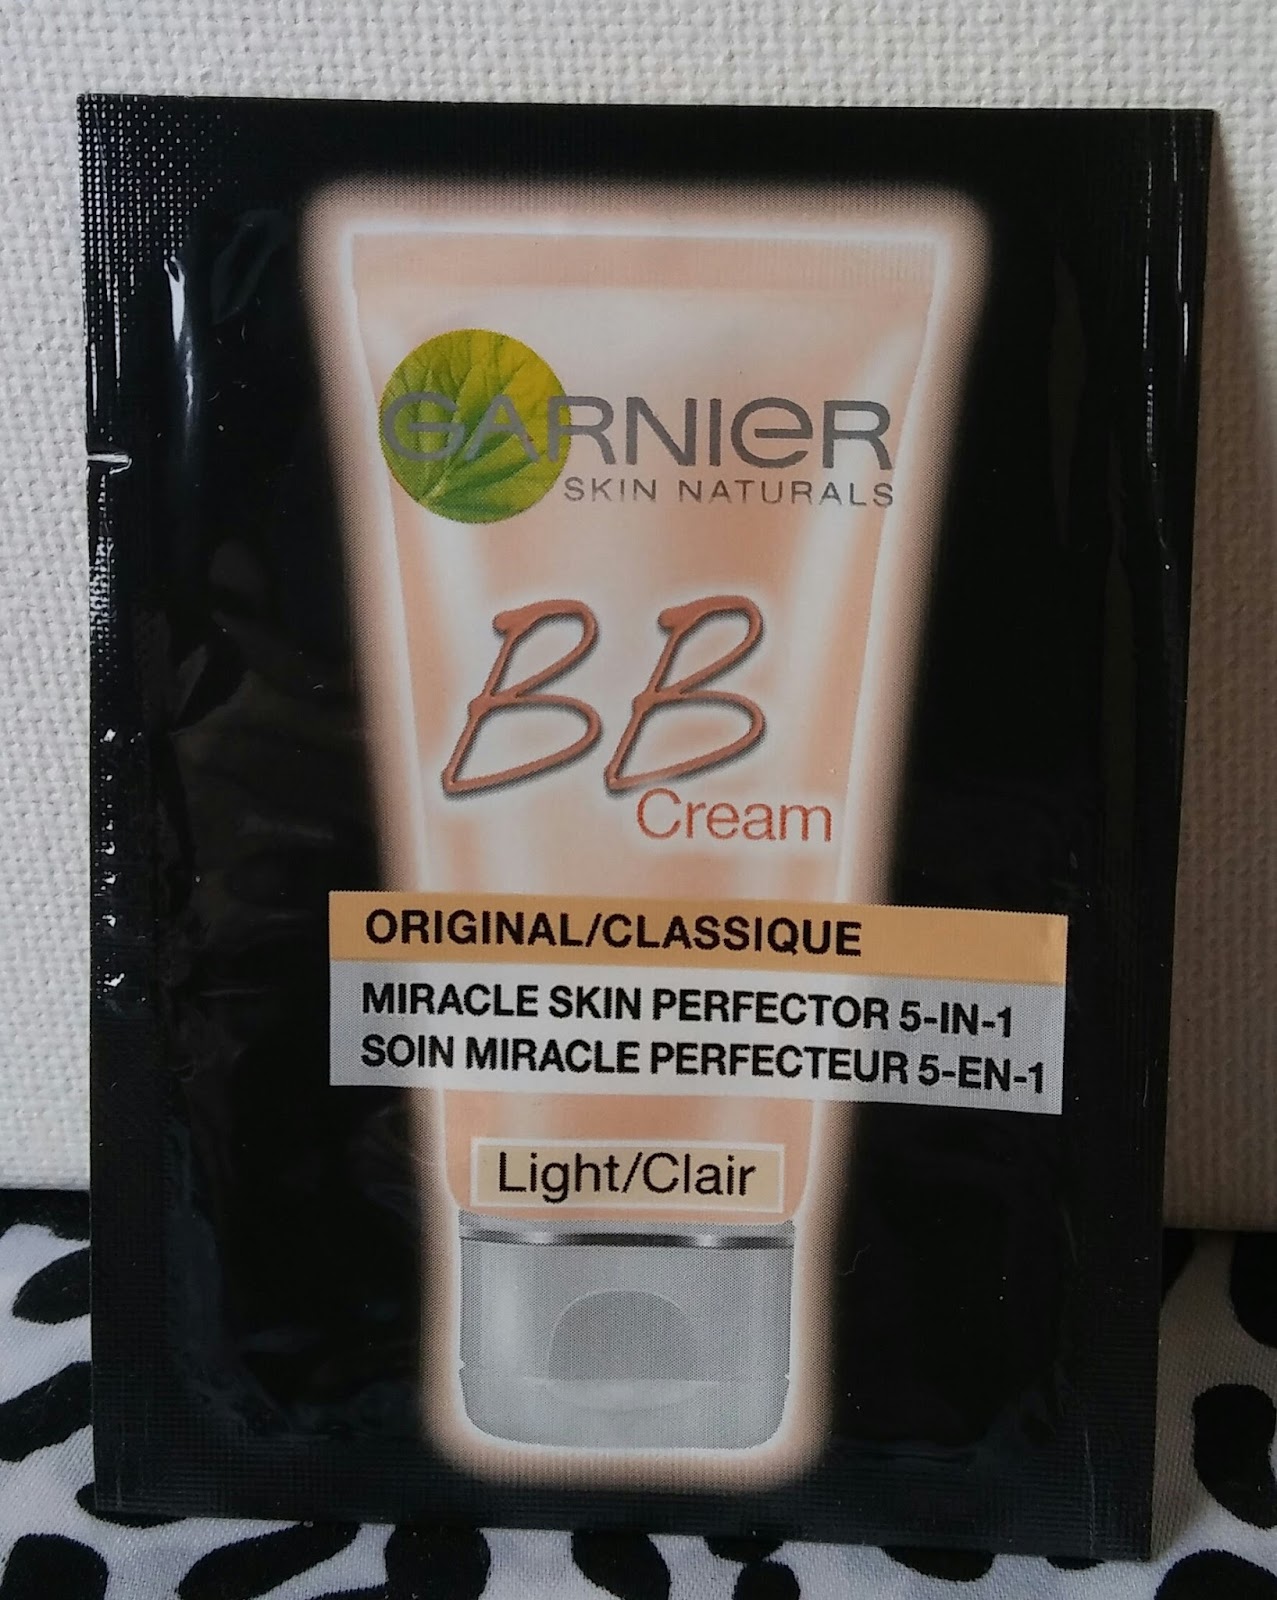 GARNIER
SKIN NATURALS
BB
Cream
ORIGINAL/CLASSIQUE
MIRACLE SKIN PERFECTOR 5-IN-1
SOIN MIRACLE PERFECTEUR 5-EN-1
Light/Clair